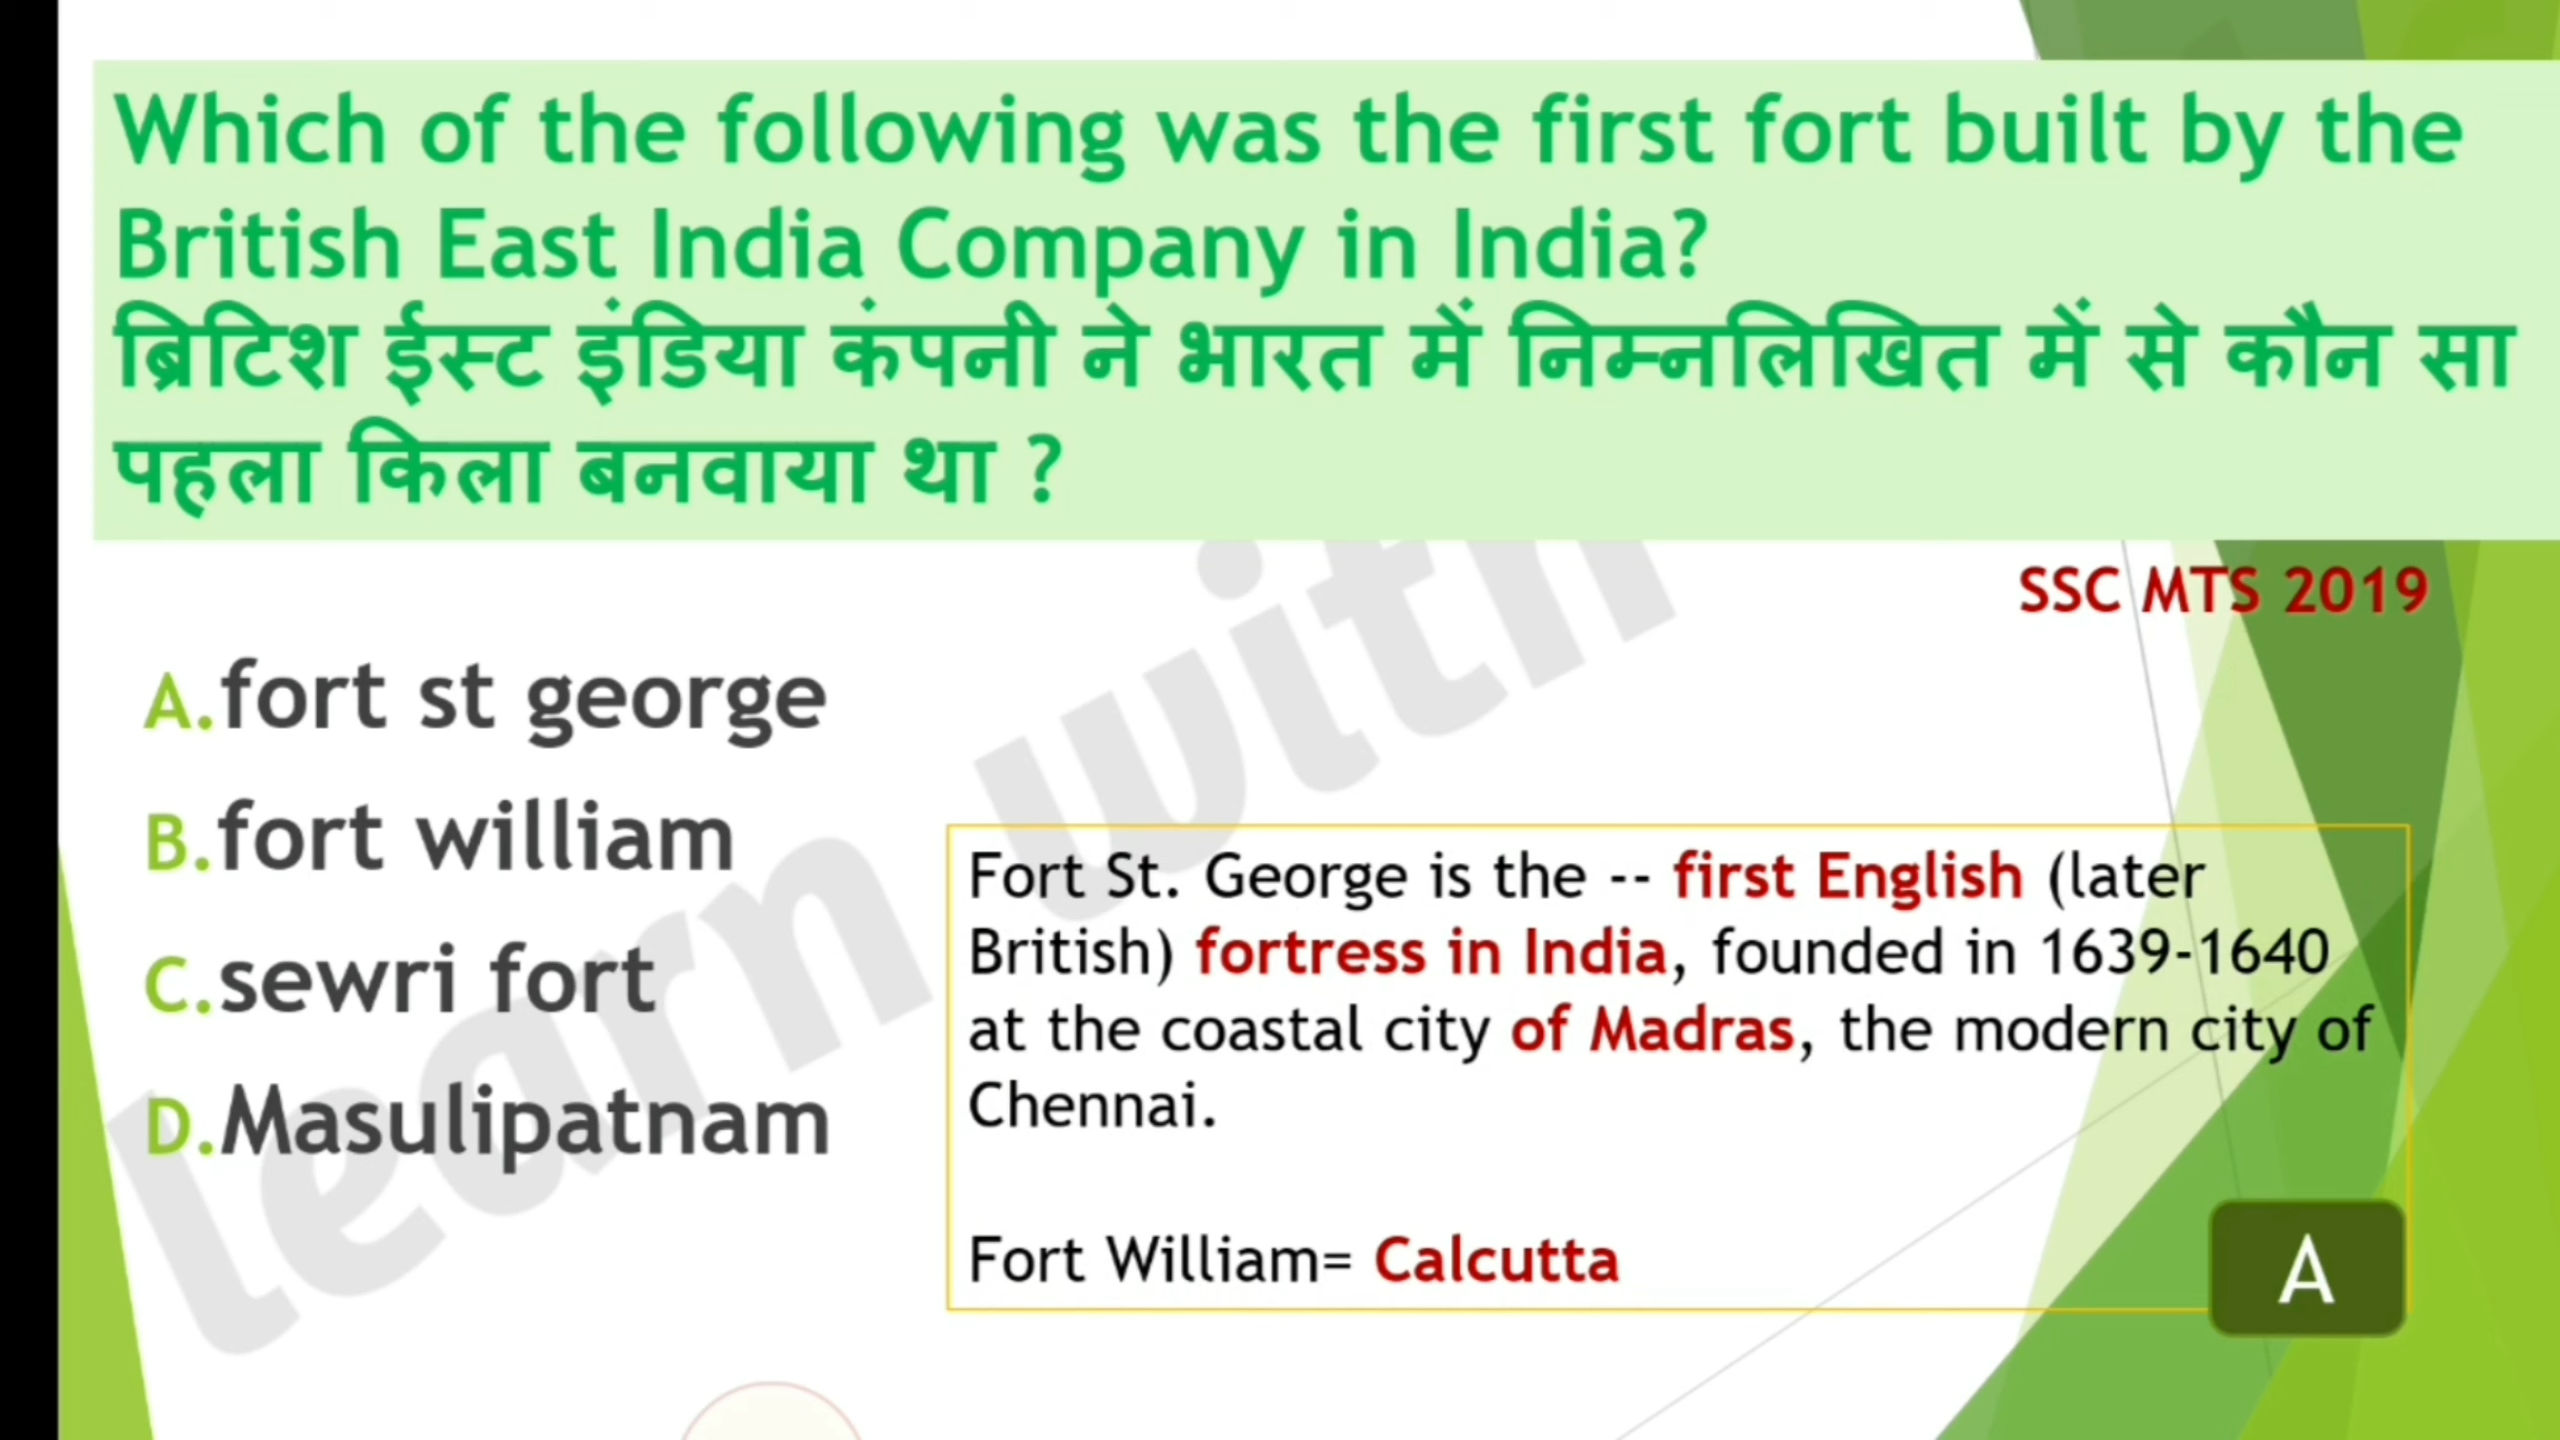 Which of the following was the first fort built by the
British East India Company in India?
ब्रिटिश ईस्ट इंडिया कंपनी ने भारत में निम्नलिखित में से कौन सा
पहला किला बनवाया था ?
SSC MTS 2019
A.fort st george
B.fort william
C.sewri fort
D.Masulipatnam
Fort St. George is the -- first English (later
British) fortress in India, founded in 1639-1640
at the coastal city of Madras, the modern city of
Chennai.
Fort William= Calcutta
A
learn with